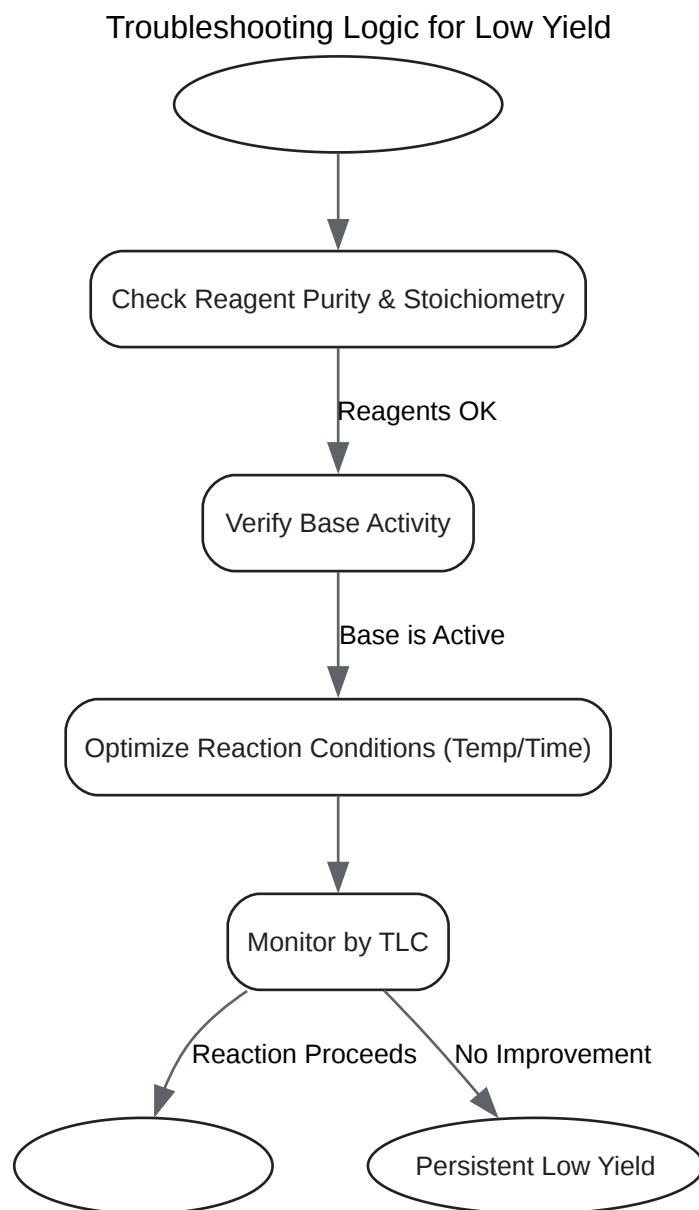 Troubleshooting Logic for Low Yield
Check Reagent Purity & Stoichiometry
Reagents OK
Verify Base Activity
Base is Active
Optimize Reaction Conditions (Temp/Time)
Monitor by TLC
Reaction Proceeds
No Improvement
Persistent Low Yield